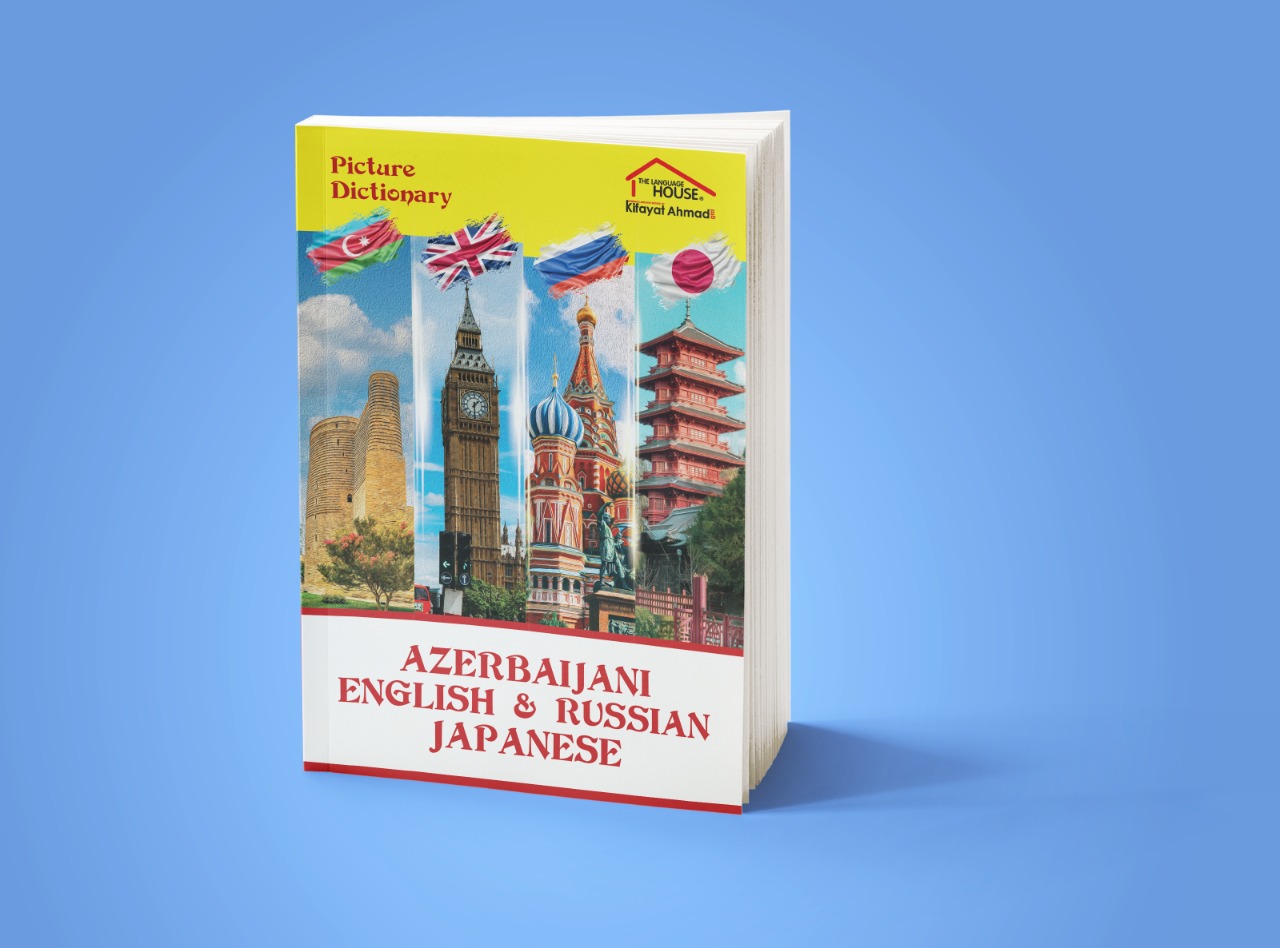 Picture
Dictionary
THE LANGUAGE
HOUSE®
Kifayat Ahmad
AZERBAIJANI
ENGLISH & RUSSIAN
JAPANESE